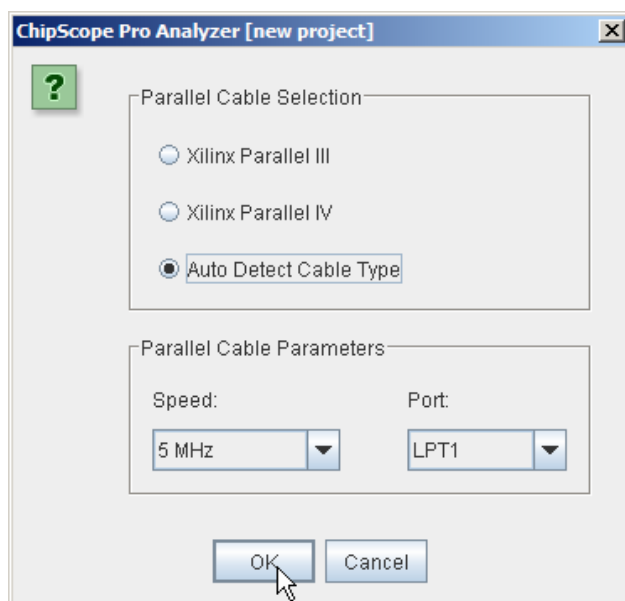 ChipScope Pro Analyzer [new project]
?
Parallel Cable Selection
Xilinx Parallel III
Xilinx Parallel IV
Auto Detect Cable Type
Parallel Cable Parameters
Speed: Port:
5 MHz LPT1
OK Cancel